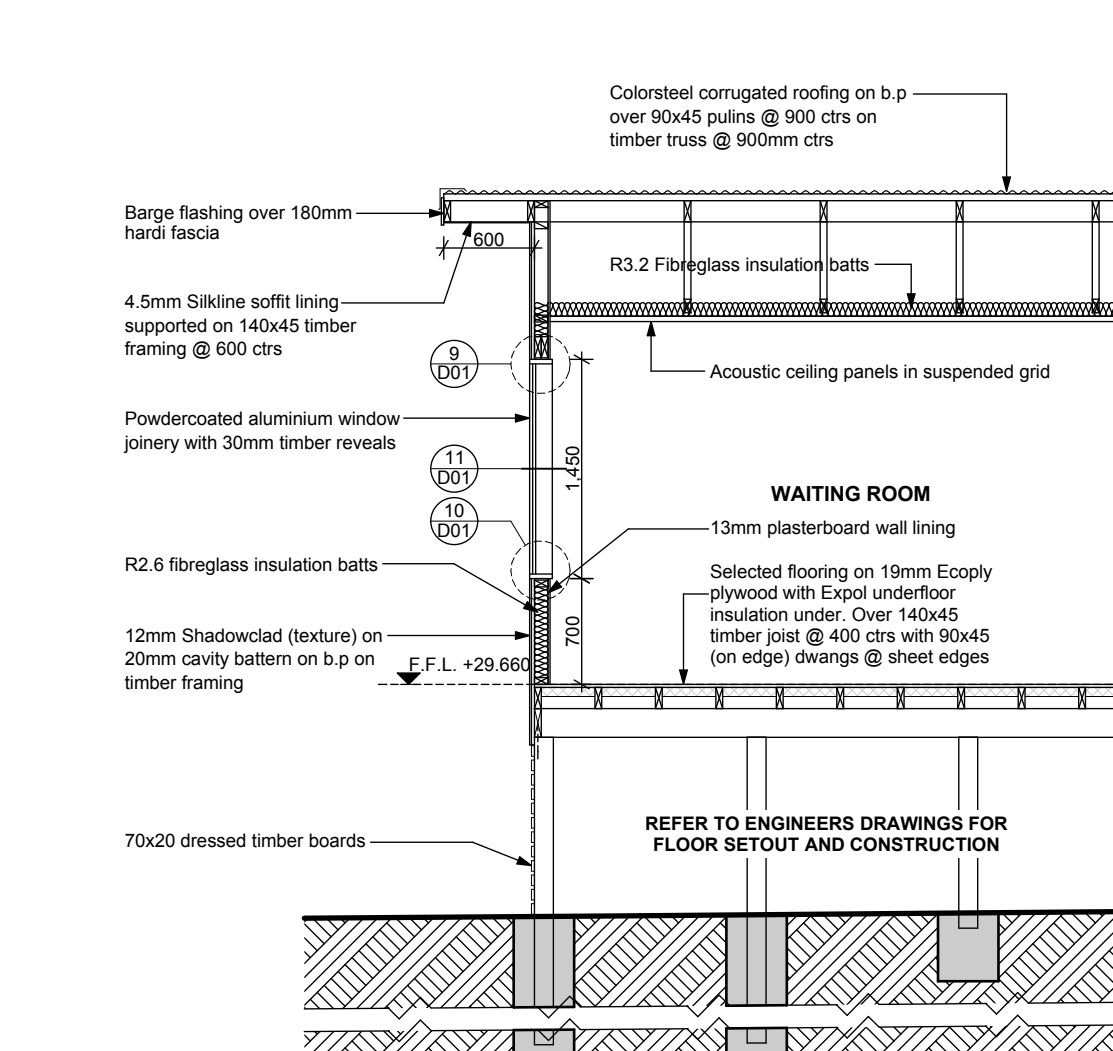 Colorsteel corrugated roofing on b.p
over 90x45 pulins @ 900 ctrs on
timber truss @ 900mm ctrs
Barge flashing over 180mm
hardi fascia
600
R3.2 Fibreglass insulation batts
4.5mm Silkline soffit lining
supported on 140x45 timber
framing @ 600 ctrs
9
D01
Acoustic ceiling panels in suspended grid
Powdercoated aluminium window
joinery with 30mm timber reveals
11
D01
1,450
WAITING ROOM
10
D01
13mm plasterboard wall lining
R2.6 fibreglass insulation batts
Selected flooring on 19mm Ecoply
plywood with Expol underfloor
insulation under. Over 140x45
timber joist @ 400 ctrs with 90x45
(on edge) dwangs @ sheet edges
700
12mm Shadowclad (texture) on
20mm cavity battern on b.p on
timber framing
F.F.L. +29.660
REFER TO ENGINEERS DRAWINGS FOR
FLOOR SETOUT AND CONSTRUCTION
70x20 dressed timber boards